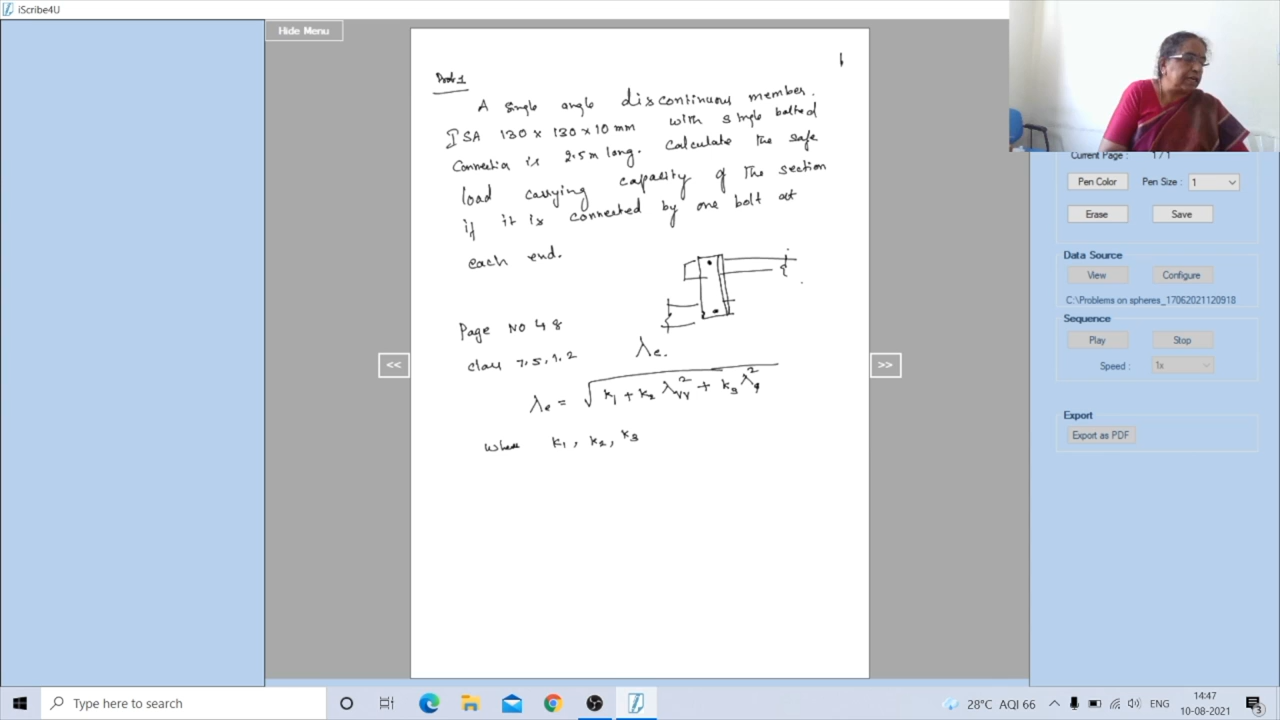 iScribe4U
Hide Menu
Prob 1
1
A single angle discontinuous member.
ISA 130 x 130 x 10 mm with single bolted
Connection is 2.5 m long. Calculate the safe
load carrying capacity of the section
if it is connected by one bolt at
each end.
Page No 48
class 7.5.1.2
λe.
λe = √k1 + k2 λvv² + k3 λφ²
where k1, k2, k3
<<
>>
Current Page : 1 / 1
Pen Color
Pen Size :
1
Erase
Save
Data Source
View
Configure
C:\Problems on spheres_17062021120918
Sequence
Play
Stop
Speed :
1x
Export
Export as PDF
Type here to search
28°C AQI 66
ENG
14:47
10-08-2021
3